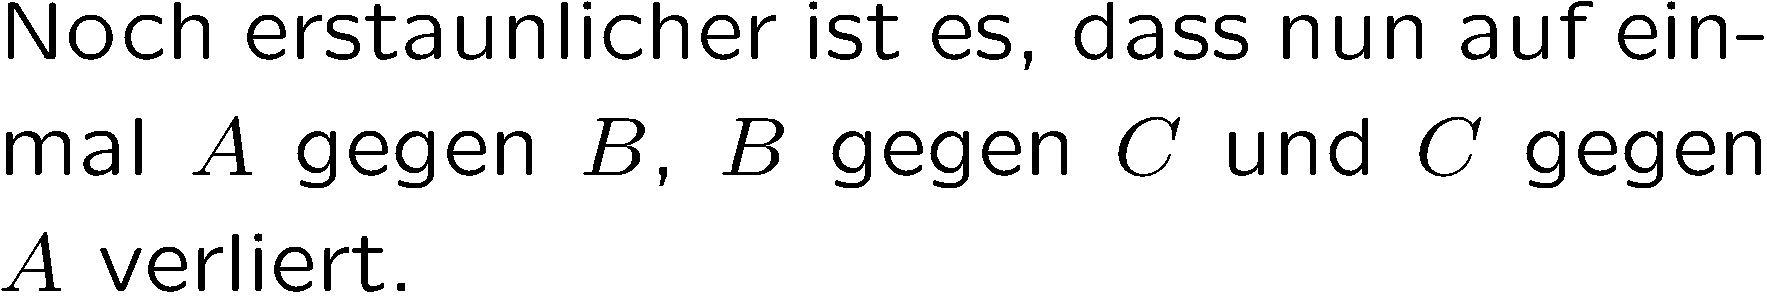 Noch erstaunlicher ist es, dass nun auf ein-
mal A gegen B, B gegen C und C gegen
A verliert.